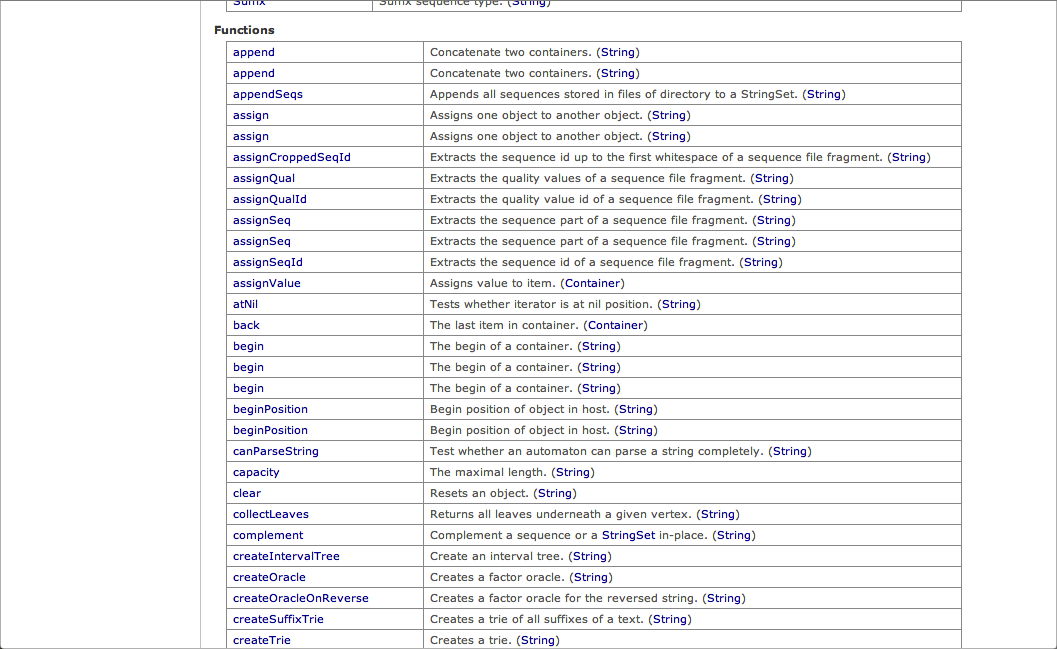 Suffix Suffix sequence type. (String)
Functions
append Concatenate two containers. (String)
append Concatenate two containers. (String)
appendSeqs Appends all sequences stored in files of directory to a StringSet. (String)
assign Assigns one object to another object. (String)
assign Assigns one object to another object. (String)
assignCroppedSeqId Extracts the sequence id up to the first whitespace of a sequence file fragment. (String)
assignQual Extracts the quality values of a sequence file fragment. (String)
assignQualId Extracts the quality value id of a sequence file fragment. (String)
assignSeq Extracts the sequence part of a sequence file fragment. (String)
assignSeq Extracts the sequence part of a sequence file fragment. (String)
assignSeqId Extracts the sequence id of a sequence file fragment. (String)
assignValue Assigns value to item. (Container)
atNil Tests whether iterator is at nil position. (String)
back The last item in container. (Container)
begin The begin of a container. (String)
begin The begin of a container. (String)
begin The begin of a container. (String)
beginPosition Begin position of object in host. (String)
beginPosition Begin position of object in host. (String)
canParseString Test whether an automaton can parse a string completely. (String)
capacity The maximal length. (String)
clear Resets an object. (String)
collectLeaves Returns all leaves underneath a given vertex. (String)
complement Complement a sequence or a StringSet in-place. (String)
createIntervalTree Create an interval tree. (String)
createOracle Creates a factor oracle. (String)
createOracleOnReverse Creates a factor oracle for the reversed string. (String)
createSuffixTrie Creates a trie of all suffixes of a text. (String)
createTrie Creates a trie. (String)